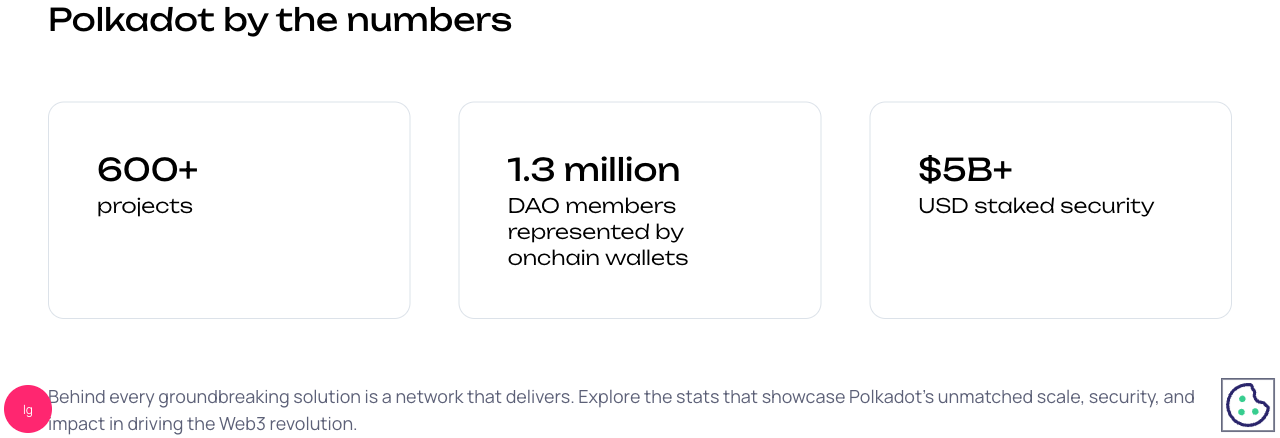 Polkadot by the numbers
600+
projects
1.3 million
DAO members
represented by
onchain wallets
$5B+
USD staked security
Behind every groundbreaking solution is a network that delivers. Explore the stats that showcase Polkadot's unmatched scale, security, and
impact in driving the Web3 revolution.
lg